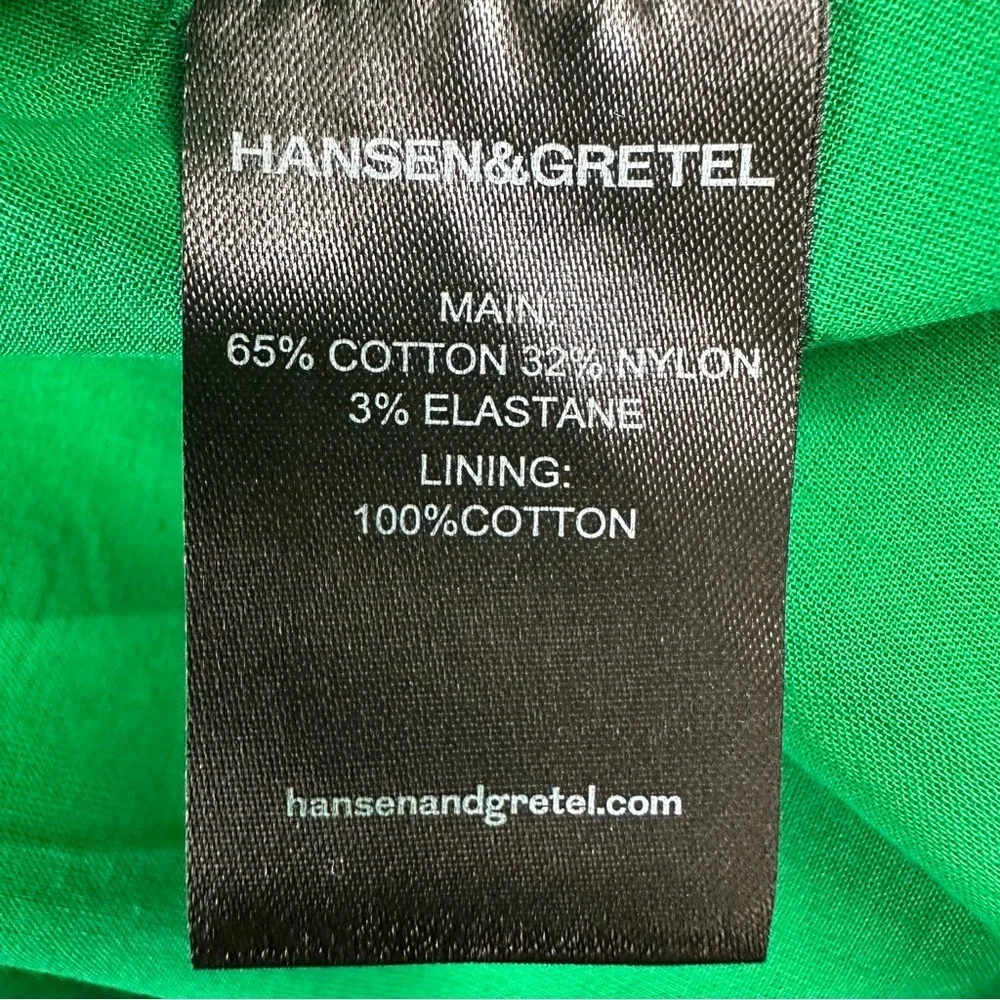 HANSEN&GRETEL
MAIN:
65% COTTON 32% NYLON
3% ELASTANE
LINING:
100%COTTON
hansenandgretel.com